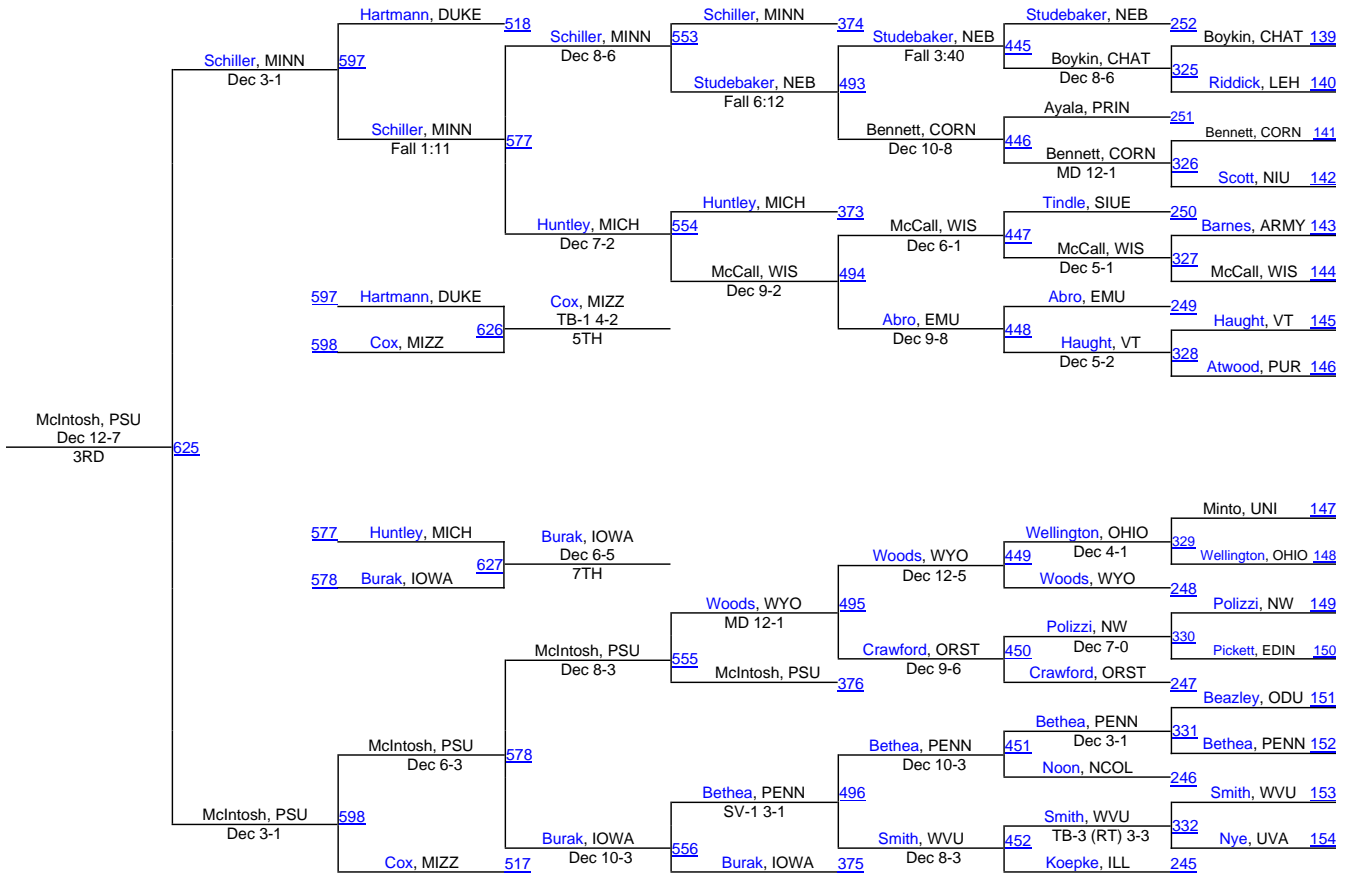 Hartmann, DUKE
518
Schiller, MINN
Dec 3-1
597
Schiller, MINN
Fall 1:11
Schiller, MINN
Dec 8-6
577
Huntley, MICH
Dec 7-2
Schiller, MINN
374
553
Studebaker, NEB
Fall 6:12
Studebaker, NEB
Fall 3:40
493
Bennett, CORN
Dec 10-8
Studebaker, NEB
252
445
Boykin, CHAT
Dec 8-6
Boykin, CHAT 139
325
Riddick, LEH 140
Ayala, PRIN
251
446
Bennett, CORN
MD 12-1
Bennett, CORN 141
326
Scott, NIU 142
Huntley, MICH
373
554
McCall, WIS
Dec 9-2
McCall, WIS
Dec 6-1
494
Abro, EMU
Dec 9-8
Tindle, SIUE
250
447
McCall, WIS
Dec 5-1
Barnes, ARMY 143
327
McCall, WIS 144
Abro, EMU
249
448
Haught, VT
Dec 5-2
Haught, VT 145
328
Atwood, PUR 146
597 Hartmann, DUKE
626
598 Cox, MIZZ
Cox, MIZZ
TB-1 4-2
5TH
McIntosh, PSU
Dec 12-7
3RD
625
577 Huntley, MICH
627
578 Burak, IOWA
Burak, IOWA
Dec 6-5
7TH
Woods, WYO
Dec 12-5
Wellington, OHIO
Dec 4-1
449
Woods, WYO
248
Minto, UNI 147
329
Wellington, OHIO 148
Woods, WYO
MD 12-1
495
Crawford, ORST
Dec 9-6
Polizzi, NW
Dec 7-0
450
Crawford, ORST
247
Polizzi, NW 149
330
Pickett, EDIN 150
McIntosh, PSU
Dec 8-3
555
McIntosh, PSU
376
McIntosh, PSU
Dec 6-3
578
Burak, IOWA
Dec 10-3
Bethea, PENN
SV-1 3-1
556
Burak, IOWA
375
Bethea, PENN
Dec 10-3
496
Smith, WVU
Dec 8-3
Bethea, PENN
Dec 3-1
451
Noon, NCOL
246
Beazley, ODU 151
331
Bethea, PENN 152
Smith, WVU
TB-3 (RT) 3-3
452
Koepke, ILL
245
Smith, WVU 153
332
Nye, UVA 154
McIntosh, PSU
Dec 3-1
598
Cox, MIZZ
517